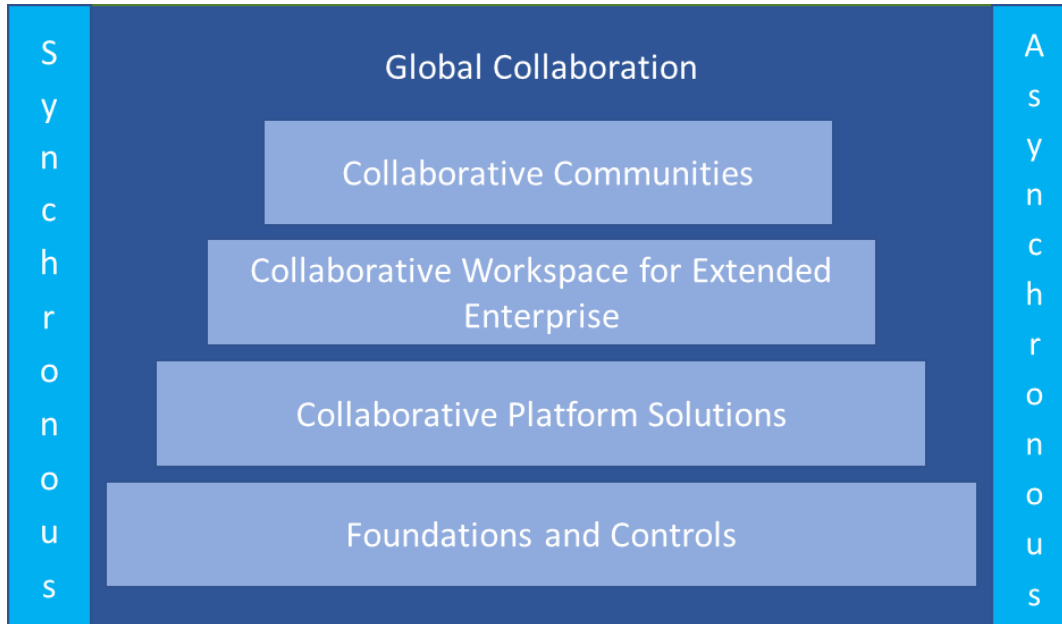 Synchronous
Global Collaboration
Collaborative Communities
Collaborative Workspace for Extended
Enterprise
Collaborative Platform Solutions
Foundations and Controls
Asynchronous